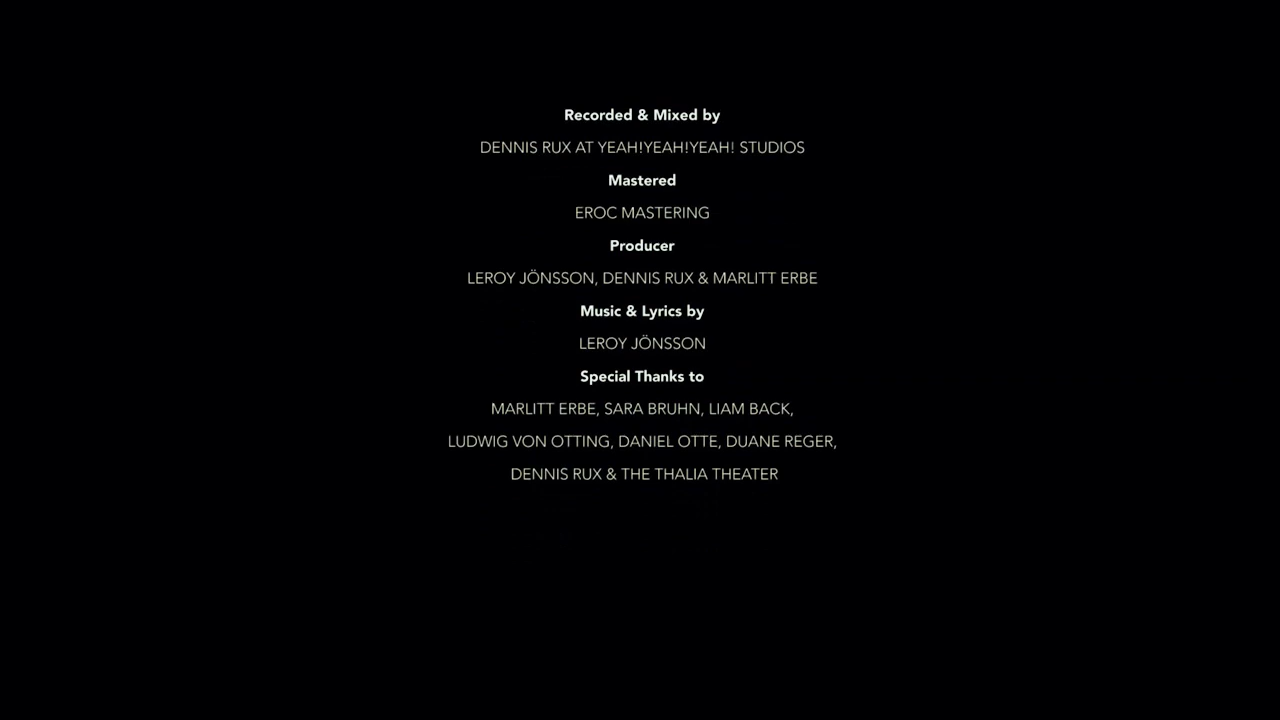 Recorded & Mixed by
DENNIS RUX AT YEAH!YEAH!YEAH! STUDIOS
Mastered
EROC MASTERING
Producer
LEROY JÖNSSON, DENNIS RUX & MARLITT ERBE
Music & Lyrics by
LEROY JÖNSSON
Special Thanks to
MARLITT ERBE, SARA BRUHN, LIAM BACK,
LUDWIG VON OTTING, DANIEL OTTE, DUANE REGER,
DENNIS RUX & THE THALIA THEATER